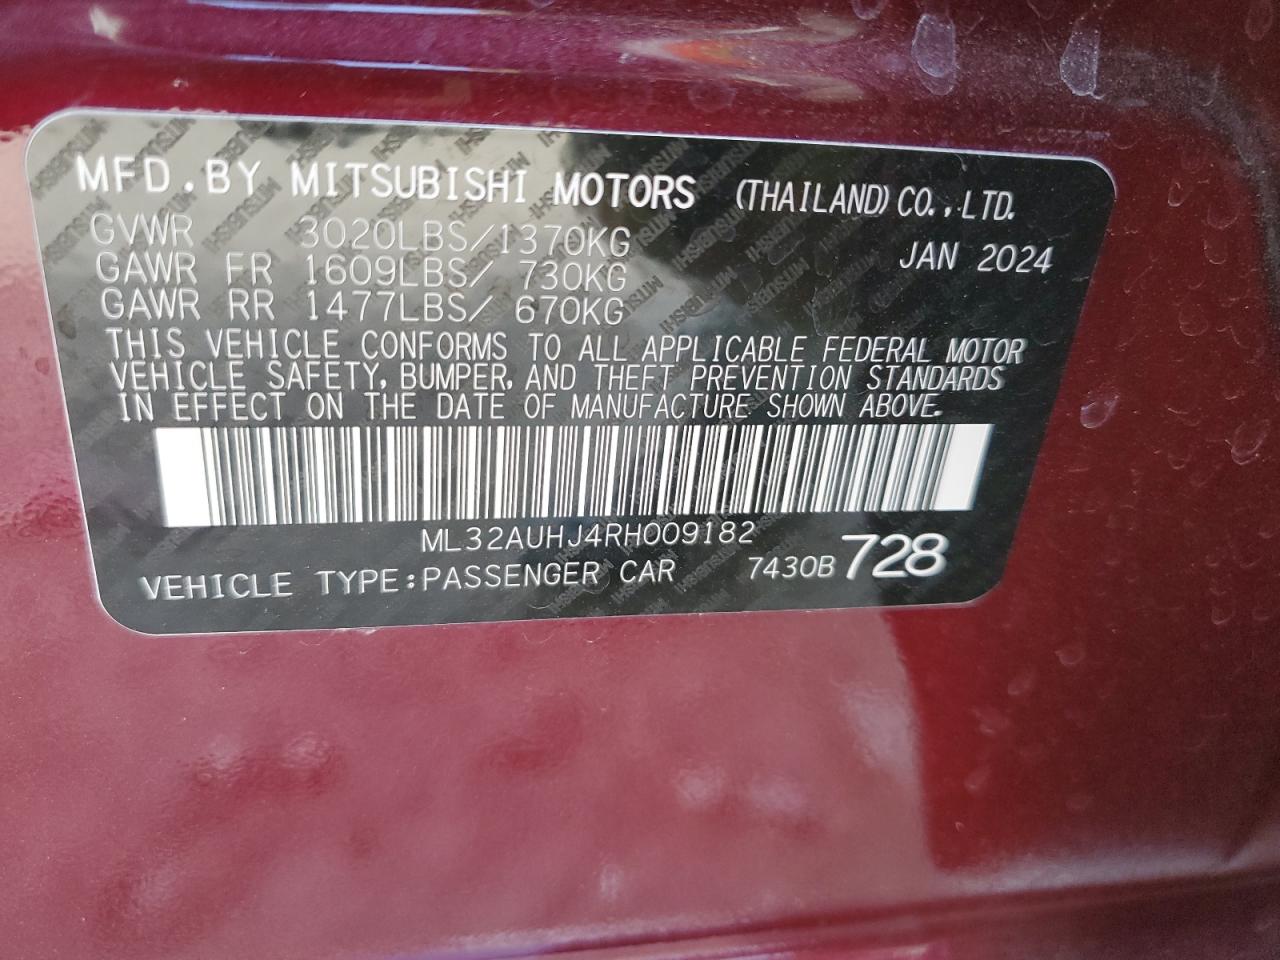 MFD.BY MITSUBISHI MOTORS (THAILAND)CO.,LTD.
GVWR 3020LBS/1370KG JAN 2024
GAWR FR 1609LBS/ 730KG
GAWR RR 1477LBS/ 670KG
THIS VEHICLE CONFORMS TO ALL APPLICABLE FEDERAL MOTOR
VEHICLE SAFETY, BUMPER, AND THEFT PREVENTION STANDARDS
IN EFFECT ON THE DATE OF MANUFACTURE SHOWN ABOVE.
ML32AUHJ4RH009182
VEHICLE TYPE:PASSENGER CAR 7430B 728